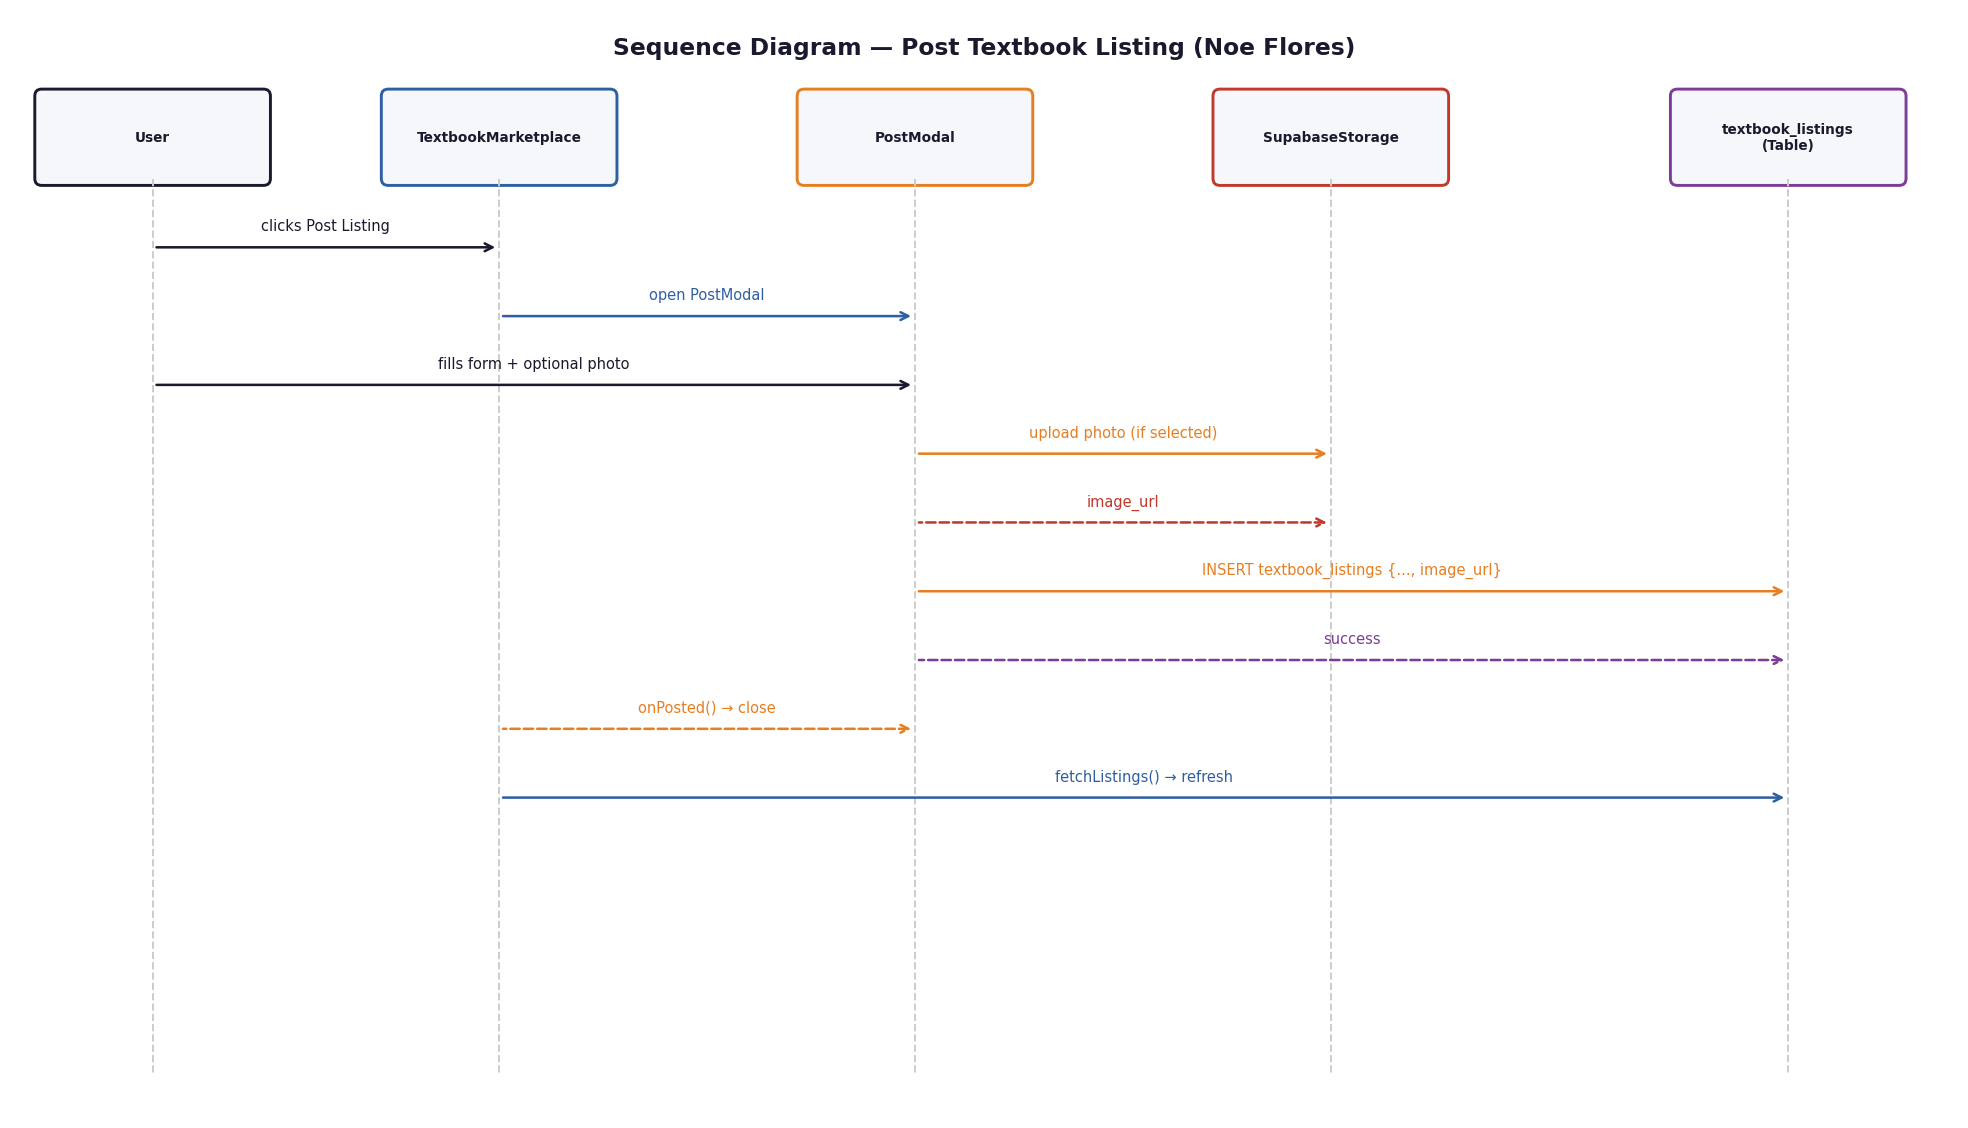 Sequence Diagram — Post Textbook Listing (Noe Flores)
User
TextbookMarketplace
PostModal
SupabaseStorage
textbook_listings
(Table)
clicks Post Listing
open PostModal
fills form + optional photo
upload photo (if selected)
image_url
INSERT textbook_listings {..., image_url}
success
onPosted() → close
fetchListings() → refresh